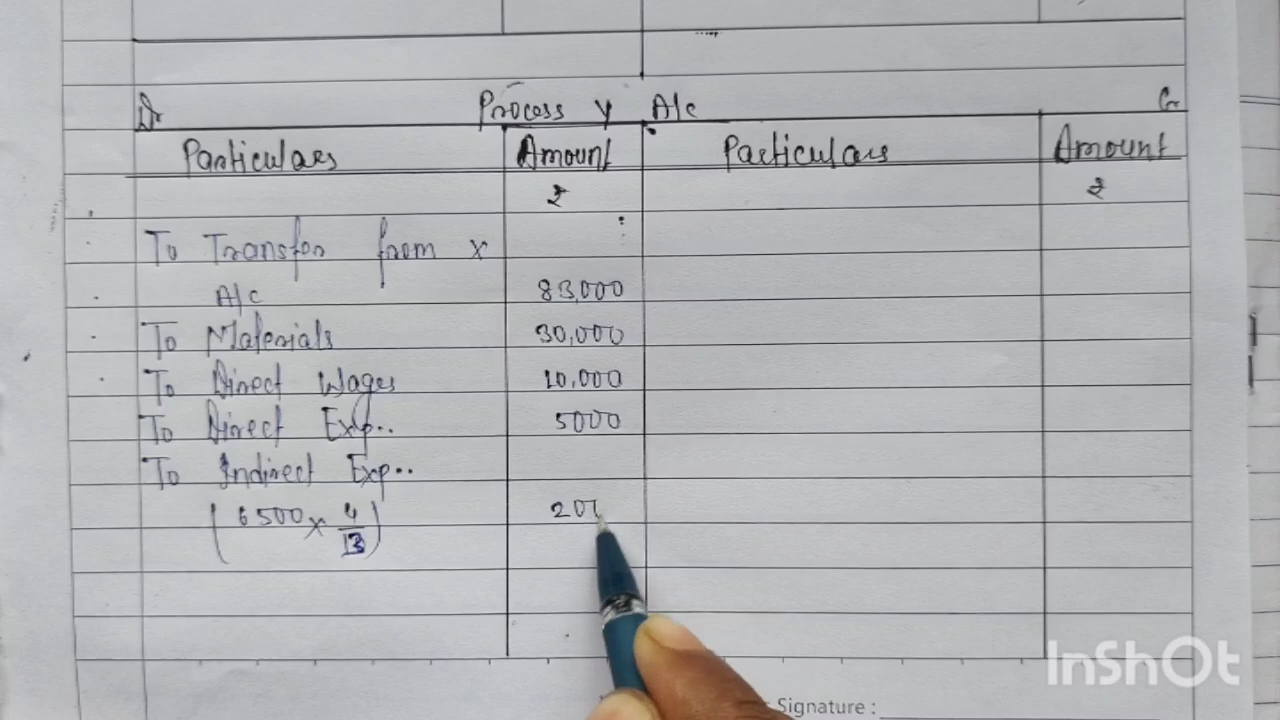 Dr Process Y A/c Cr
Particulars Amount Particulars Amount
₹ ₹
To Transfer from X
A/c 83,000
To Materials 30,000
To Direct Wages 10,000
To Direct Exp.. 5000
To Indirect Exp..
(6500 x 4/13) 200
InShOt
Signature :